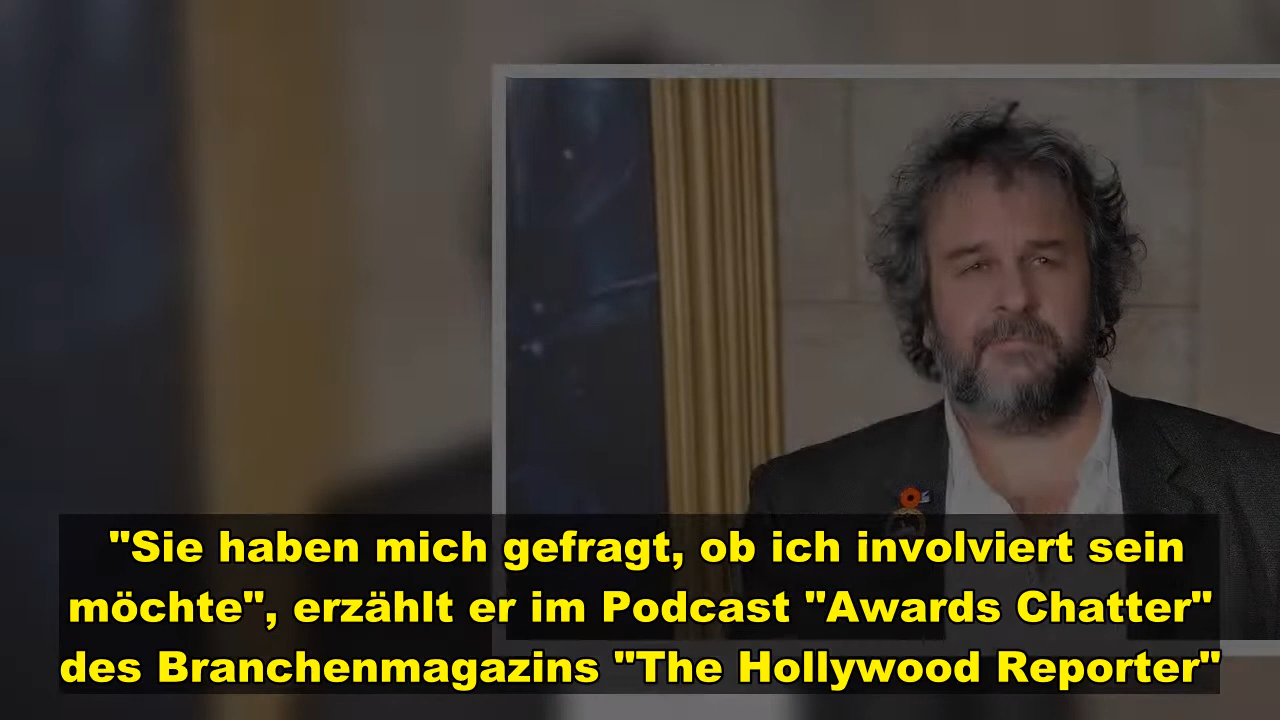 "Sie haben mich gefragt, ob ich involviert sein
möchte", erzählt er im Podcast "Awards Chatter"
des Branchenmagazins "The Hollywood Reporter"